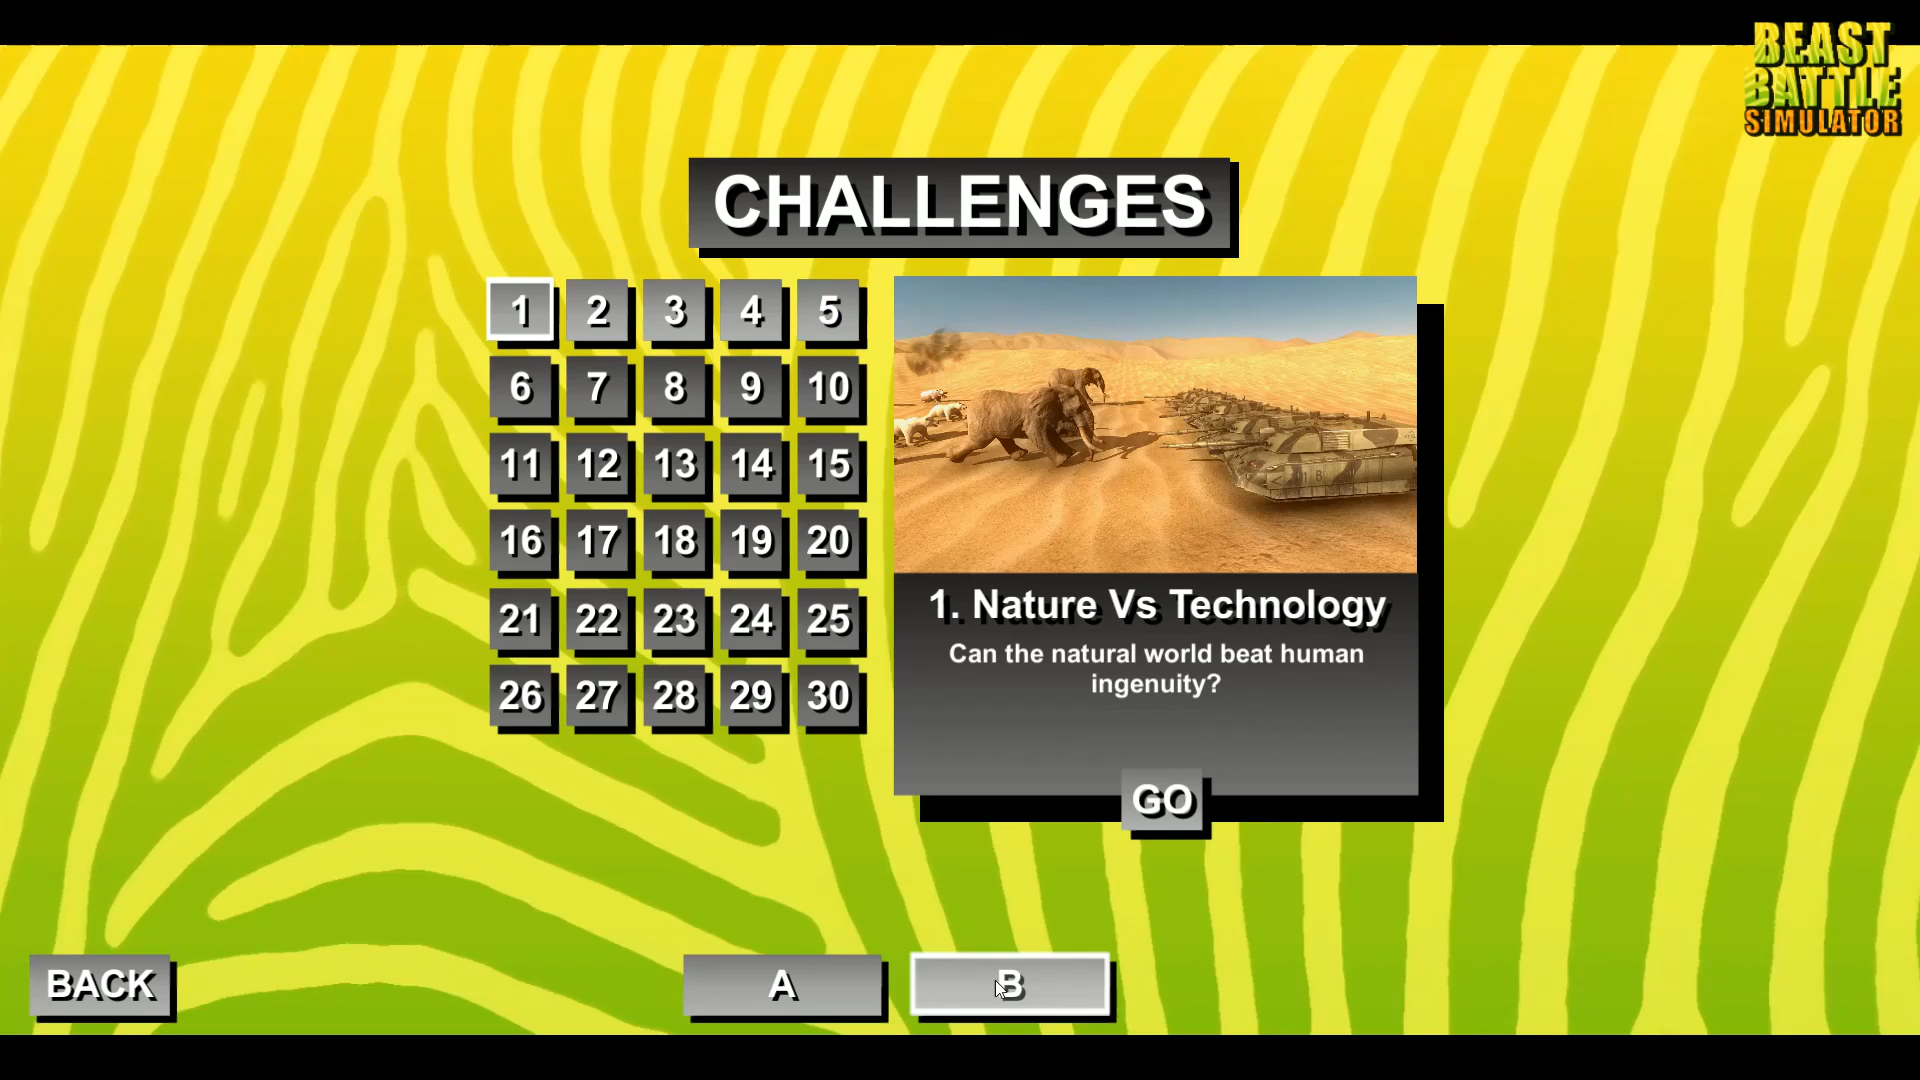 BEAST
BATTLE
SIMULATOR
CHALLENGES
1 2 3 4 5
6 7 8 9 10
11 12 13 14 15
16 17 18 19 20
21 22 23 24 25
26 27 28 29 30
1. Nature Vs Technology
Can the natural world beat human
ingenuity?
GO
BACK
A
B